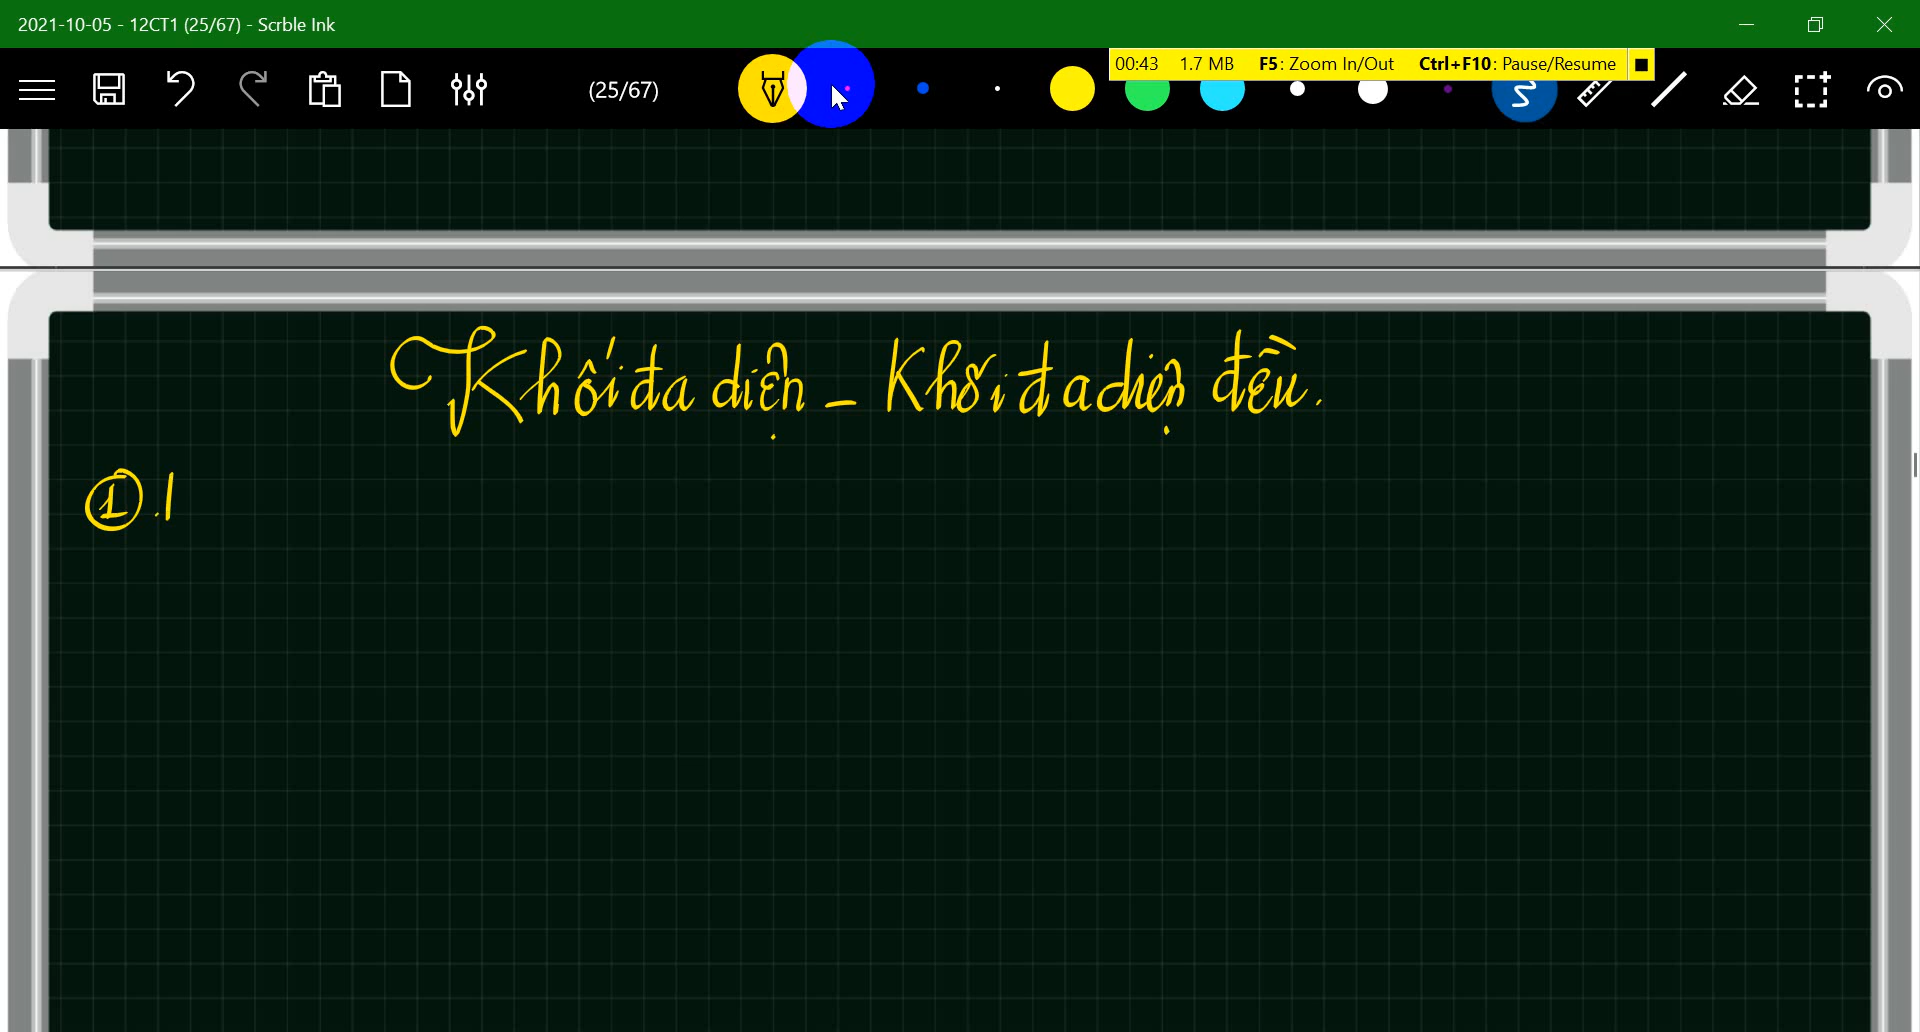 2021-10-05 - 12CT1 (25/67) - Scrble Ink
(25/67)
00:43 1.7 MB F5: Zoom In/Out Ctrl+F10: Pause/Resume
Khối đa diện - Khối đa diện đều.
① .1